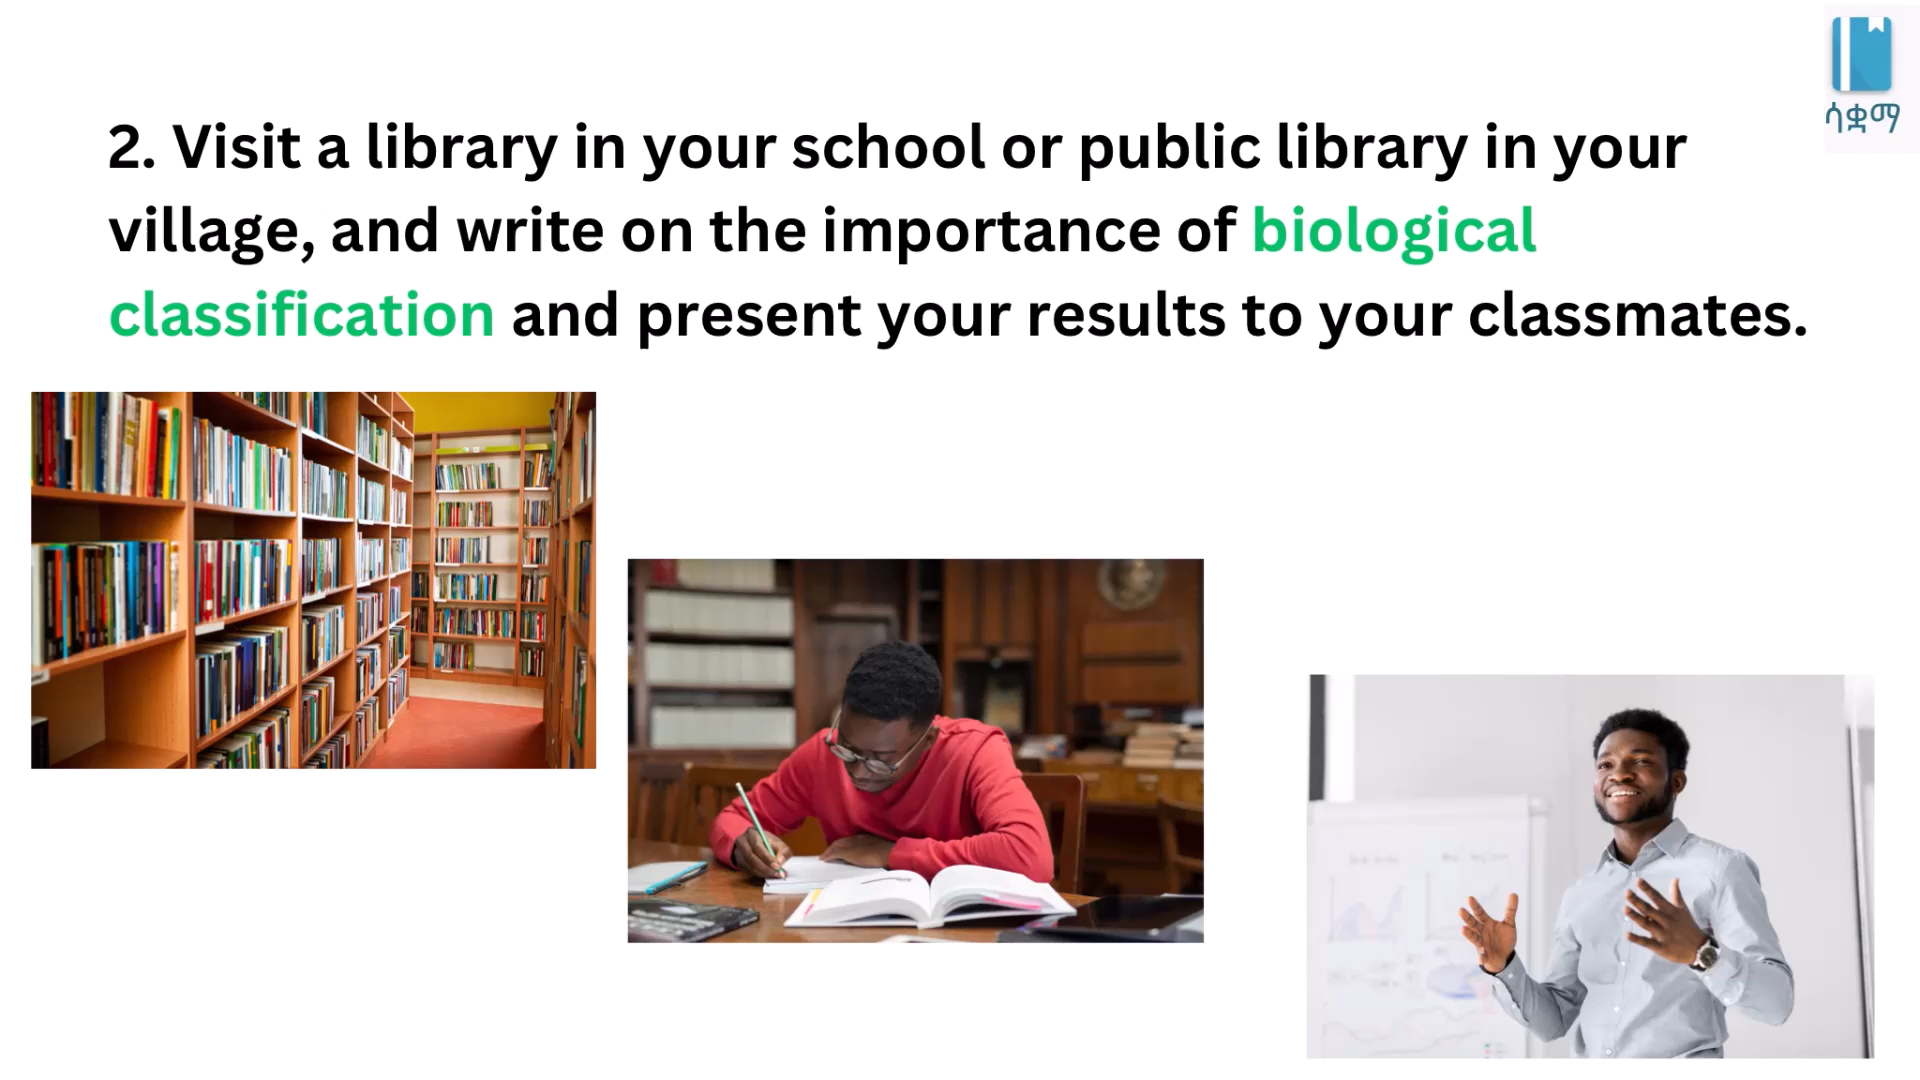 ሳቋማ
2. Visit a library in your school or public library in your
village, and write on the importance of biological
classification and present your results to your classmates.